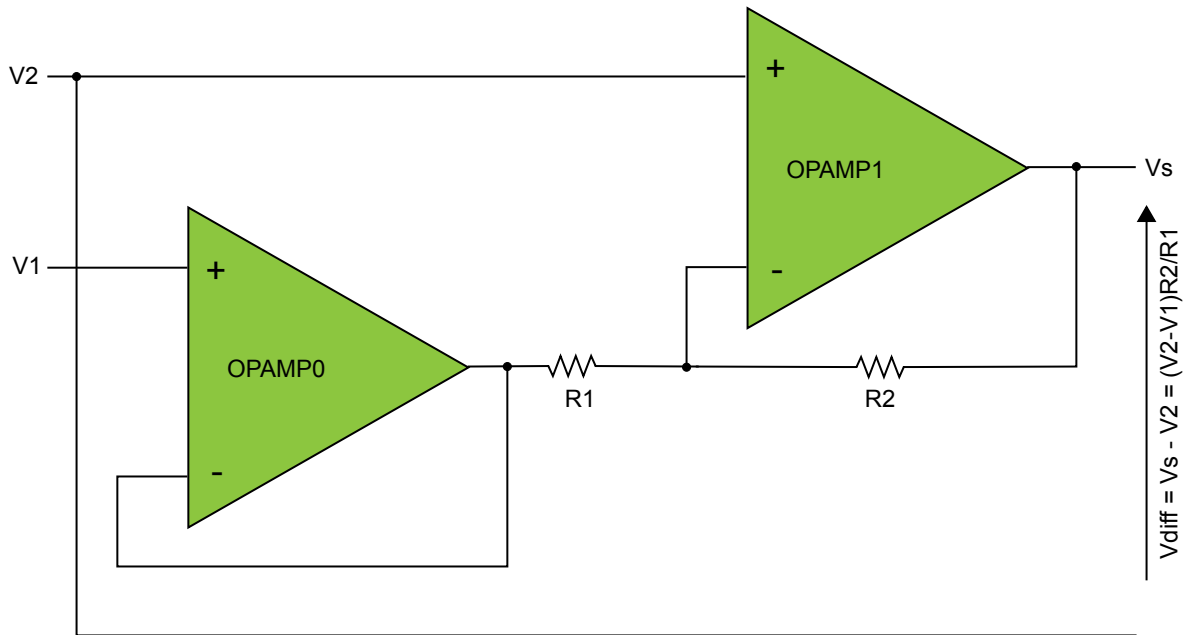 V2
+
OPAMP1
Vs
-
V1
+
OPAMP0
-
R1
R2
Vdiff = Vs - V2 = (V2-V1)R2/R1